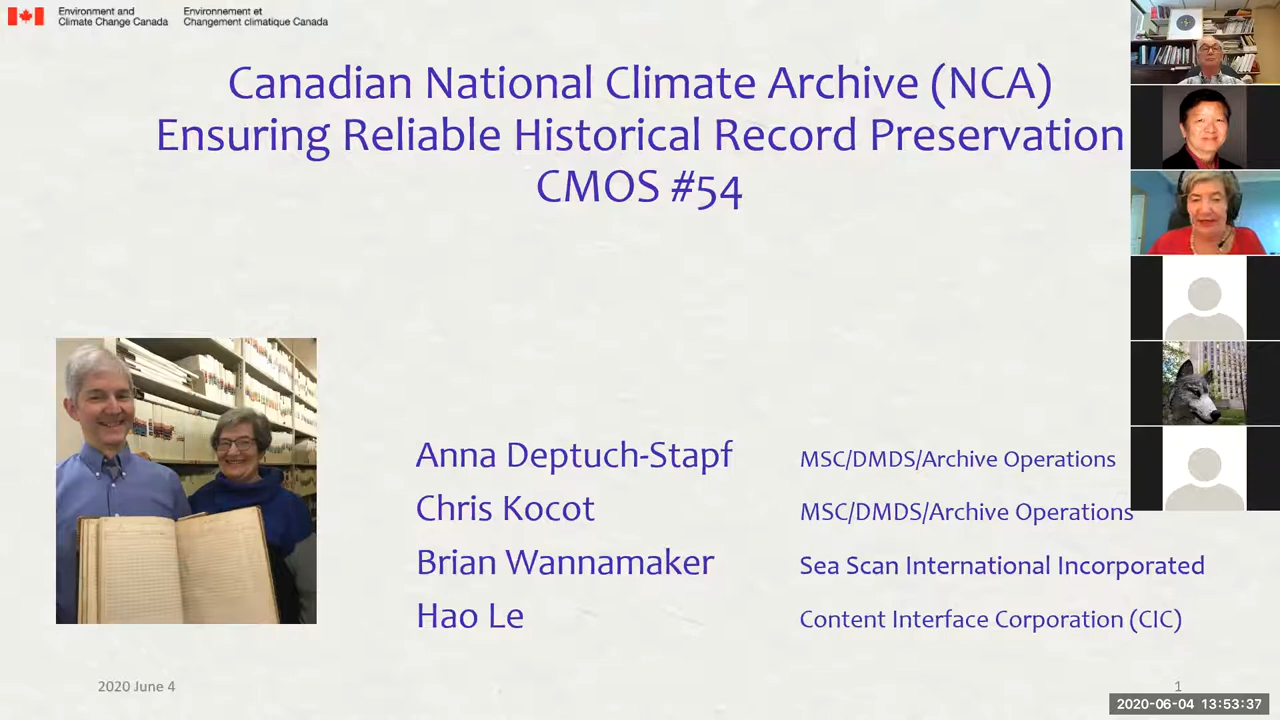 Environment and
Climate Change Canada
Environnement et
Changement climatique Canada
Canadian National Climate Archive (NCA)
Ensuring Reliable Historical Record Preservation
CMOS #54
Anna Deptuch-Stapf MSC/DMDS/Archive Operations
Chris Kocot MSC/DMDS/Archive Operations
Brian Wannamaker Sea Scan International Incorporated
Hao Le Content Interface Corporation (CIC)
2020 June 4
1
2020-06-04 13:53:37